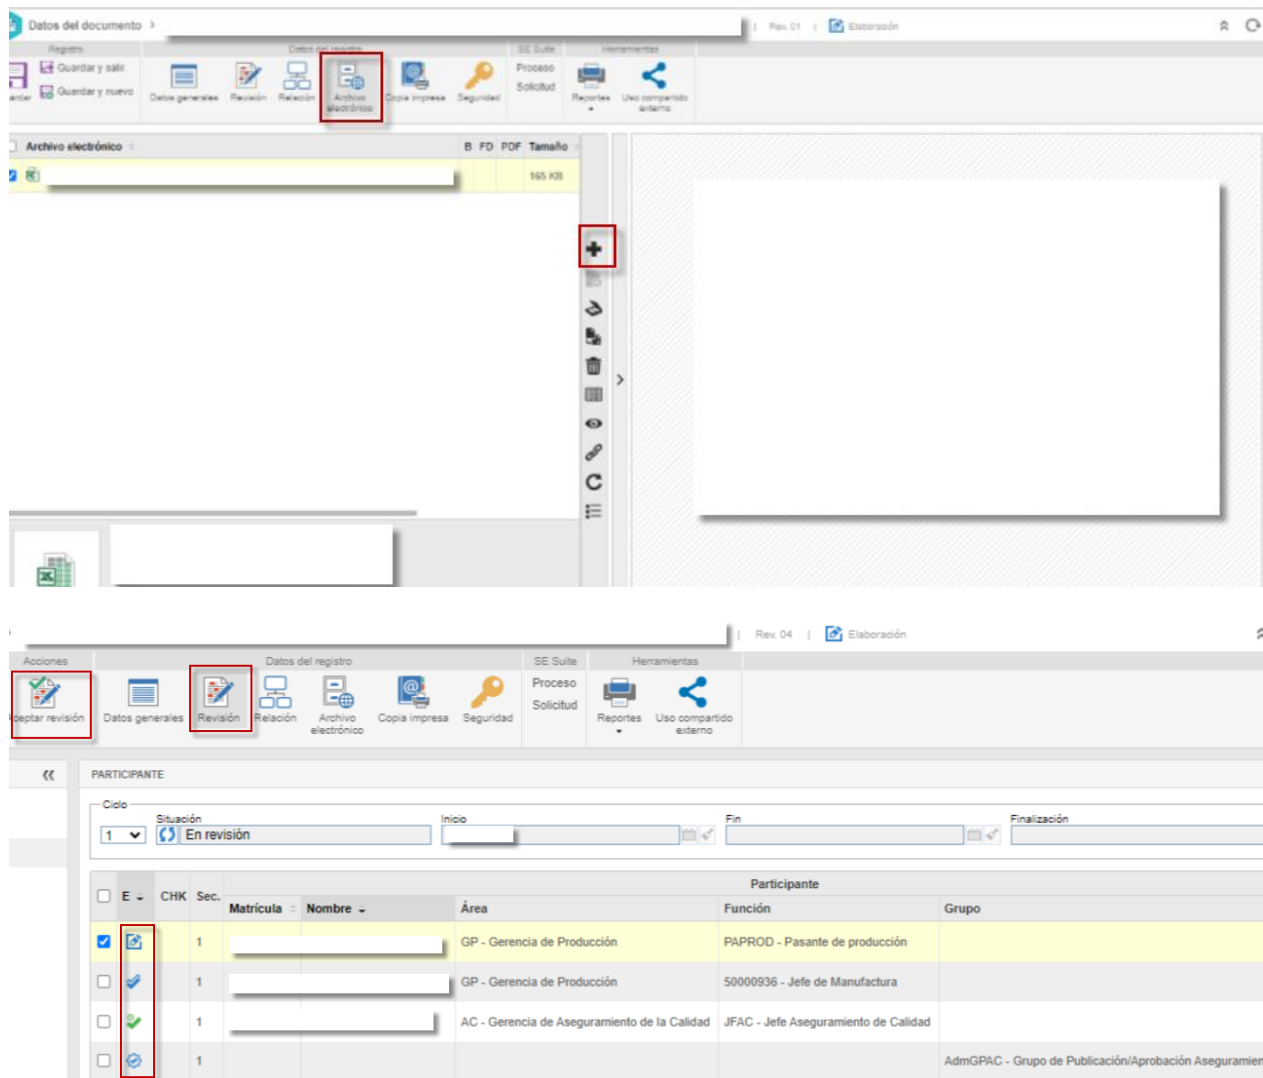 Datos del documento > | Rev. 01 | Elaboración
Registro Datos del registro SE Suite Herramientas
Guardar y salir
Guardar y nuevo
Datos generales Revisión Relación Archivo electrónico Copia impresa Seguridad
Proceso
Solicitud
Reportes Uso compartido externo
Archivo electrónico B FD PDF Tamaño
165 KB
| Rev. 04 | Elaboración
Acciones Datos del registro SE Suite Herramientas
ceptar revisión Datos generales Revisión Relación Archivo electrónico Copia impresa Seguridad
Proceso
Solicitud
Reportes Uso compartido externo
PARTICIPANTE
Ciclo
Situación Inicio Fin Finalización
1 En revisión
Participante
E CHK Sec.
Matrícula Nombre Área Función Grupo
1 GP - Gerencia de Producción PAPROD - Pasante de producción
1 GP - Gerencia de Producción 50000936 - Jefe de Manufactura
1 AC - Gerencia de Aseguramiento de la Calidad JFAC - Jefe Aseguramiento de Calidad
1 AdmGPAC - Grupo de Publicación/Aprobación Aseguramien